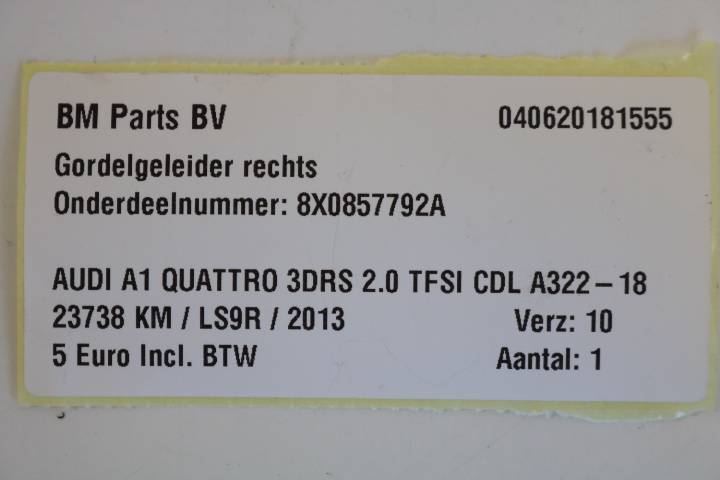 BM Parts BV 040620181555
Gordelgeleider rechts
Onderdeelnummer: 8X0857792A
AUDI A1 QUATTRO 3DRS 2.0 TFSI CDL A322-18
23738 KM / LS9R / 2013 Verz: 10
5 Euro Incl. BTW Aantal: 1